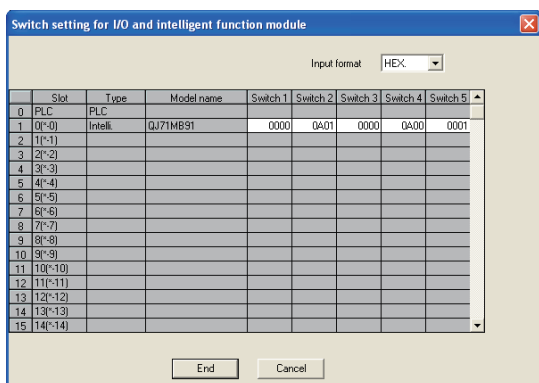 Switch setting for I/O and intelligent function module
Input format HEX.
Slot Type Model name Switch 1 Switch 2 Switch 3 Switch 4 Switch 5
0 PLC PLC
1 0(*-0) Intelli. QJ71MB91 0000 0A01 0000 0A00 0001
2 1(*-1)
3 2(*-2)
4 3(*-3)
5 4(*-4)
6 5(*-5)
7 6(*-6)
8 7(*-7)
9 8(*-8)
10 9(*-9)
11 10(*-10)
12 11(*-11)
13 12(*-12)
14 13(*-13)
15 14(*-14)
End Cancel